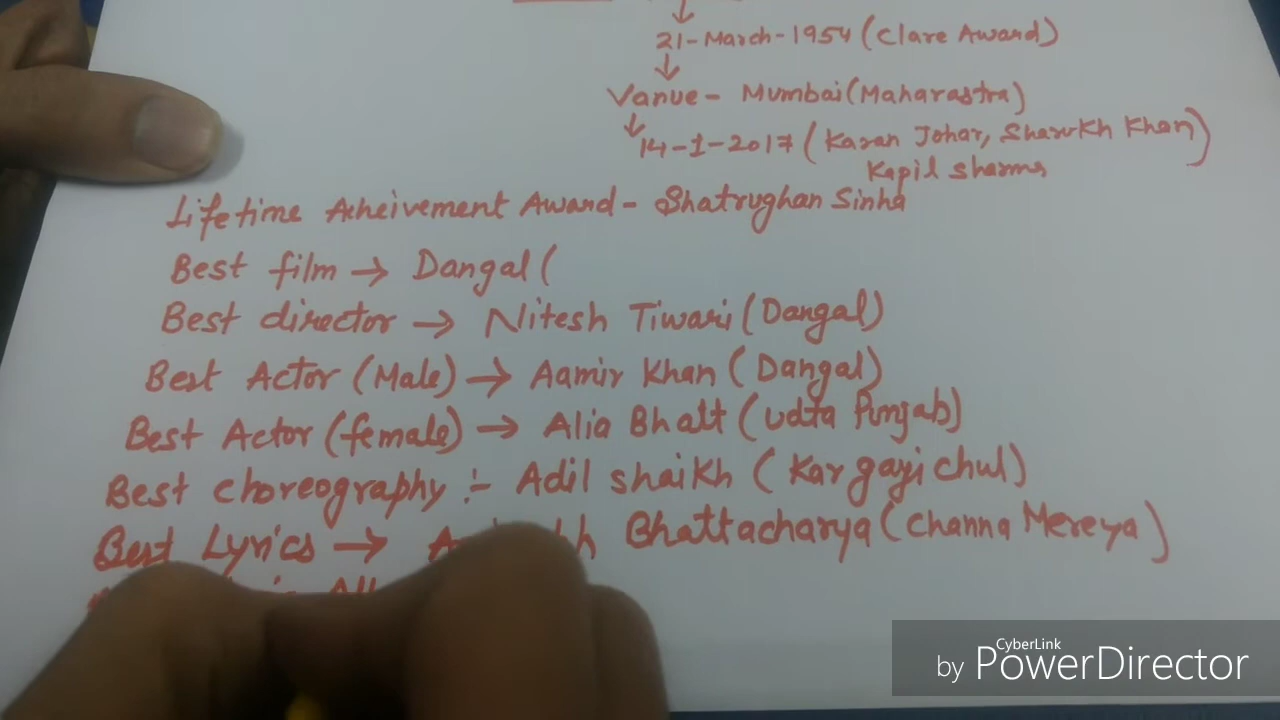 ↓
21-March-1954 (Clare Award)
↓
Vanue - Mumbai (Maharastra)
↓
14-1-2017 (Karan Johar, Sharukh Khan)
Kapil Sharma
Lifetime Acheivement Award - Shatrughan Sinha
Best film → Dangal (
Best director → Nitesh Tiwari (Dangal)
Best Actor (Male) → Aamir Khan (Dangal)
Best Actor (female) → Alia Bhatt (Udta Punjab)
Best choreography :- Adil shaikh (Kar gayi chul)
Best Lyrics → Bhattacharya (Channa Mereya)
CyberLink
by PowerDirector